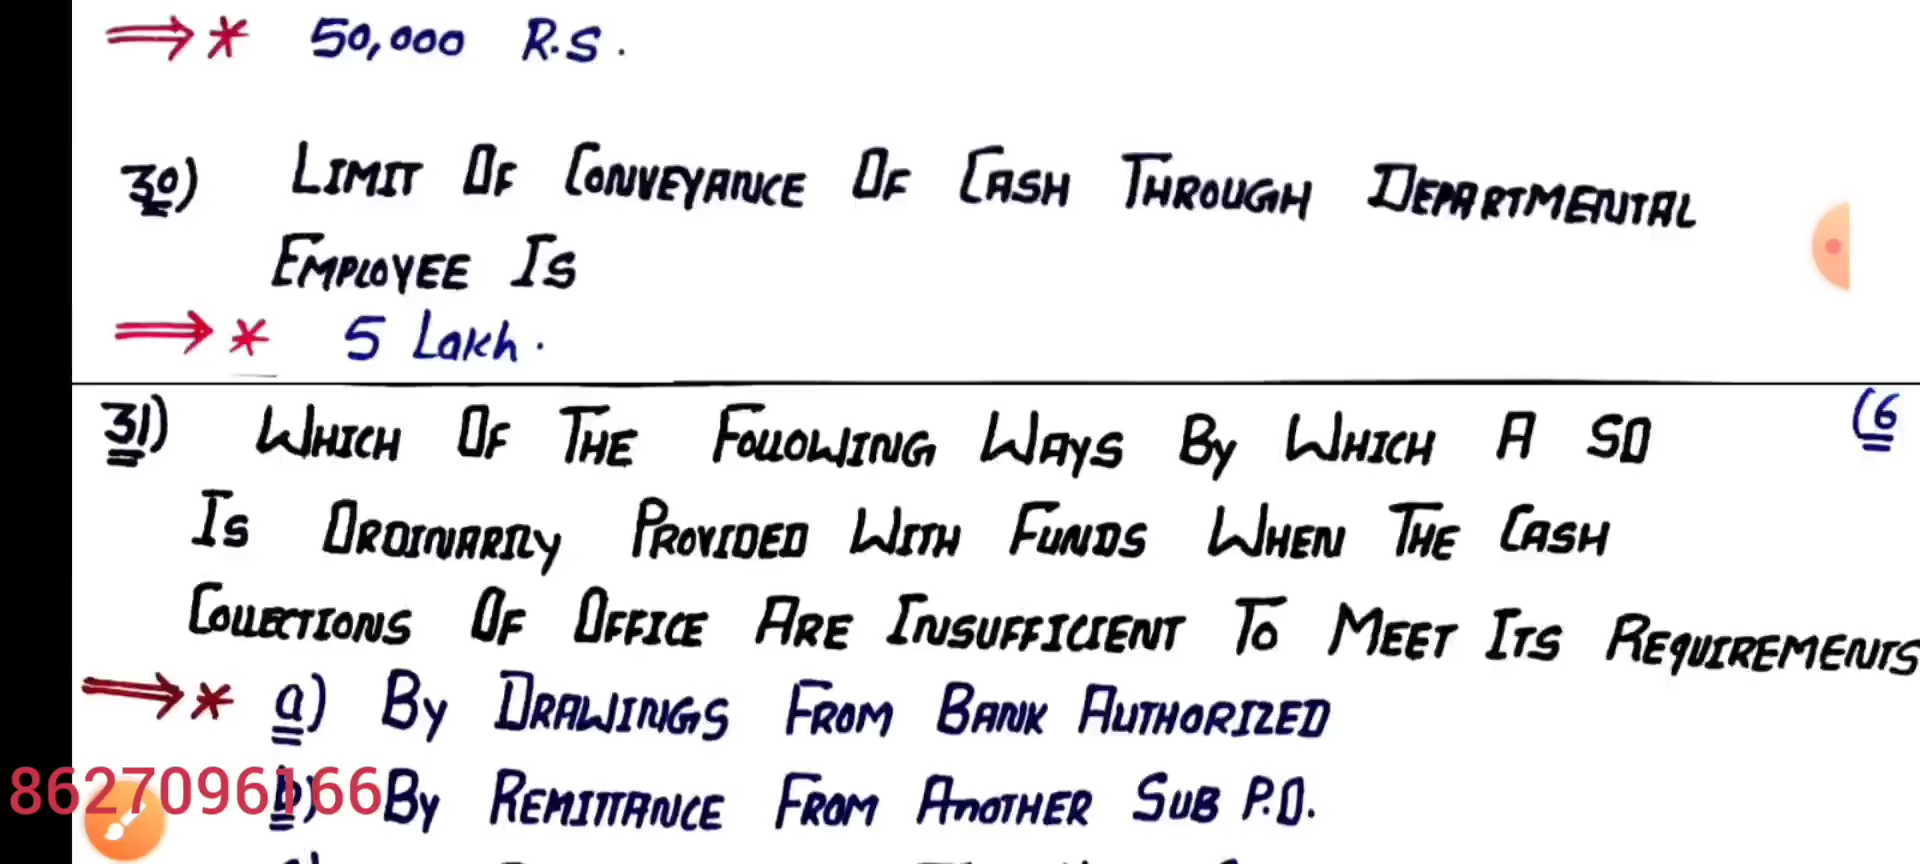 ⇒* 50,000 R.S.
30) LIMIT OF CONVEYANCE OF CASH THROUGH DEPARTMENTAL
EMPLOYEE IS
⇒* 5 Lakh.
31) WHICH OF THE FOLLOWING WAYS BY WHICH A SO (6
IS ORDINARILY PROVIDED WITH FUNDS WHEN THE CASH
COLLECTIONS OF OFFICE ARE INSUFFICIENT TO MEET ITS REQUIREMENTS
⇒* a) BY DRAWINGS FROM BANK AUTHORIZED
8627096166
b) BY REMITTANCE FROM ANOTHER SUB P.O.